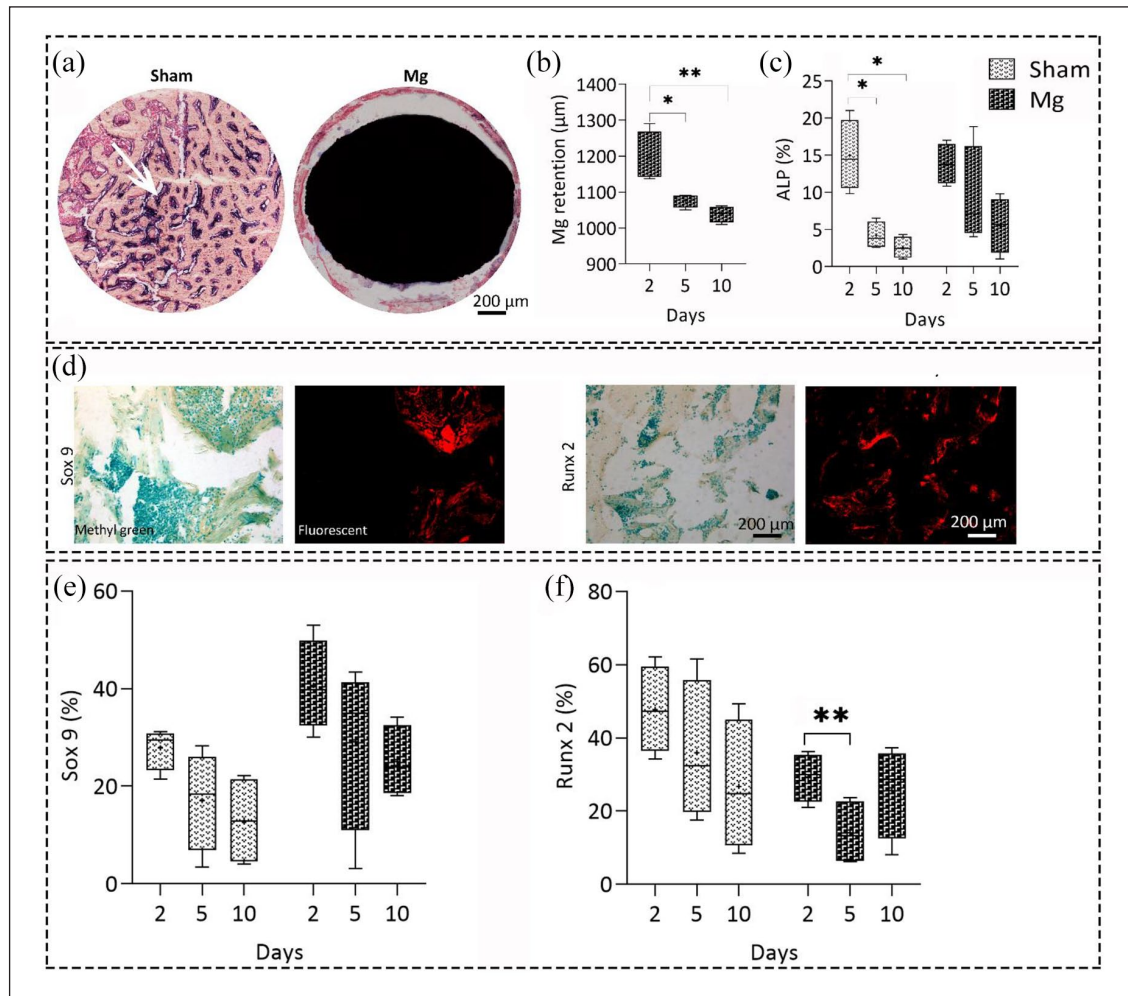 (a)
Sham
Mg
200 µm
(b)
Mg retention (µm)
1400
1300
1200
1100
1000
900
**
*
2 5 10
Days
(c)
ALP (%)
25
20
15
10
5
0
*
*
2 5 10 2 5 10
Days
Sham
Mg
(d)
Sox 9
Methyl green
Fluorescent
Runx 2
200 µm
200 µm
(e)
Sox 9 (%)
60
40
20
0
2 5 10 2 5 10
Days
(f)
Runx 2 (%)
80
60
40
20
0
**
2 5 10 2 5 10
Days